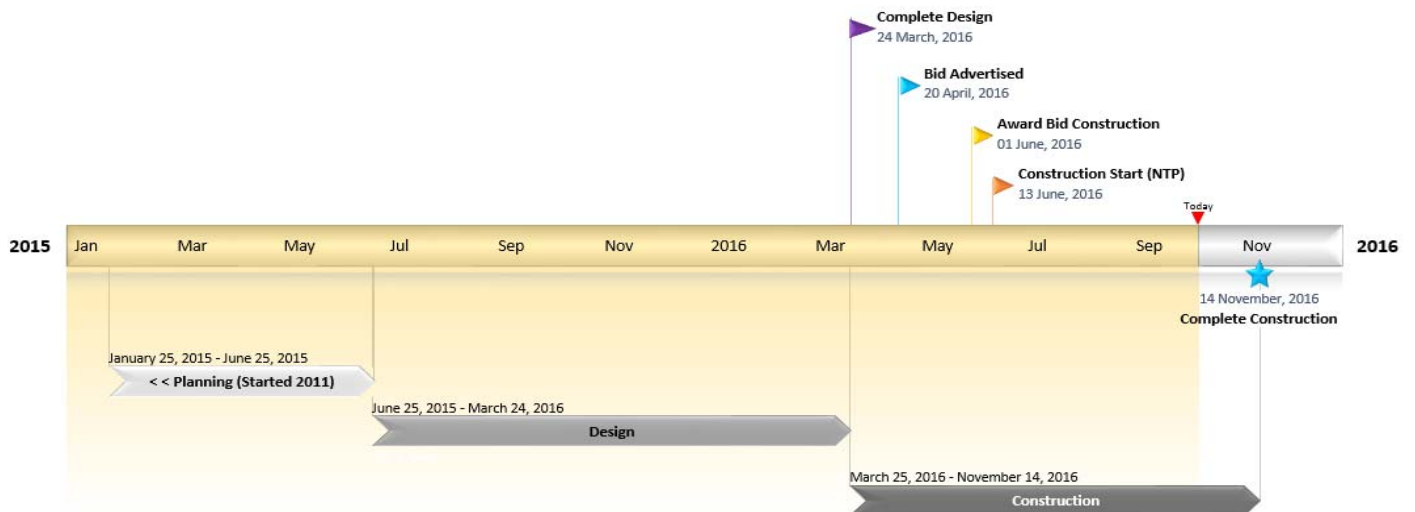 Complete Design
24 March, 2016
Bid Advertised
20 April, 2016
Award Bid Construction
01 June, 2016
Construction Start (NTP)
13 June, 2016
Today
2015 Jan Mar May Jul Sep Nov 2016 Mar May Jul Sep Nov 2016
14 November, 2016
Complete Construction
January 25, 2015 - June 25, 2015
< < Planning (Started 2011)
June 25, 2015 - March 24, 2016
Design
March 25, 2016 - November 14, 2016
Construction